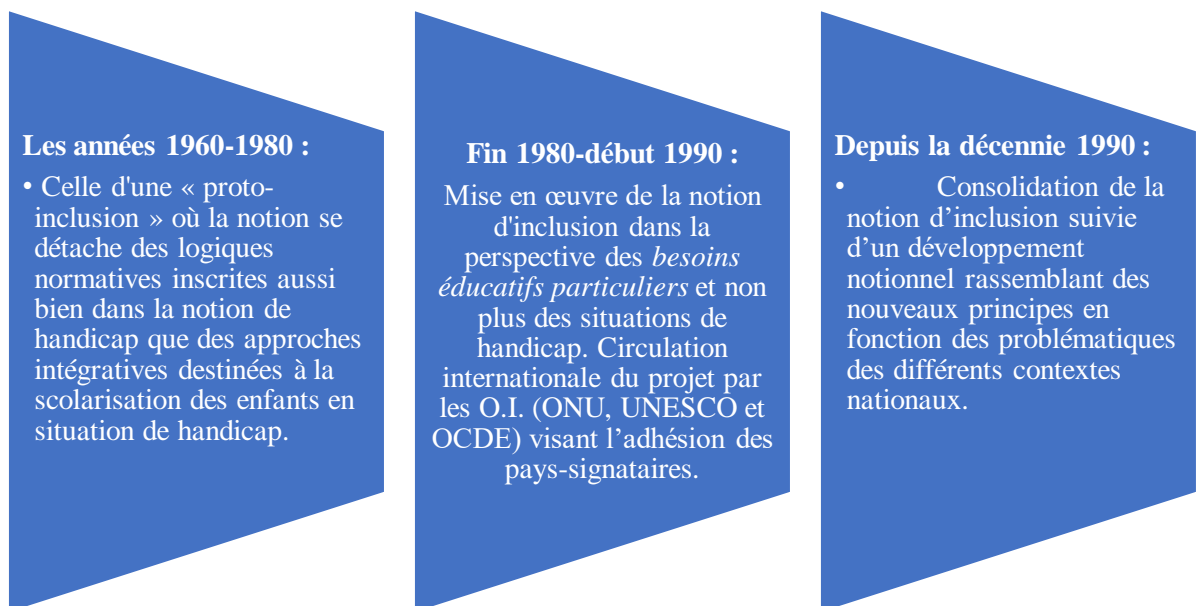 Les années 1960-1980 :
• Celle d'une « proto-
inclusion » où la notion se
détache des logiques
normatives inscrites aussi
bien dans la notion de
handicap que des approches
intégratives destinées à la
scolarisation des enfants en
situation de handicap.
Fin 1980-début 1990 :
Mise en œuvre de la notion
d'inclusion dans la
perspective des besoins
éducatifs particuliers et non
plus des situations de
handicap. Circulation
internationale du projet par
les O.I. (ONU, UNESCO et
OCDE) visant l’adhésion des
pays-signataires.
Depuis la décennie 1990 :
• Consolidation de la
notion d’inclusion suivie
d’un développement
notionnel rassemblant des
nouveaux principes en
fonction des problématiques
des différents contextes
nationaux.